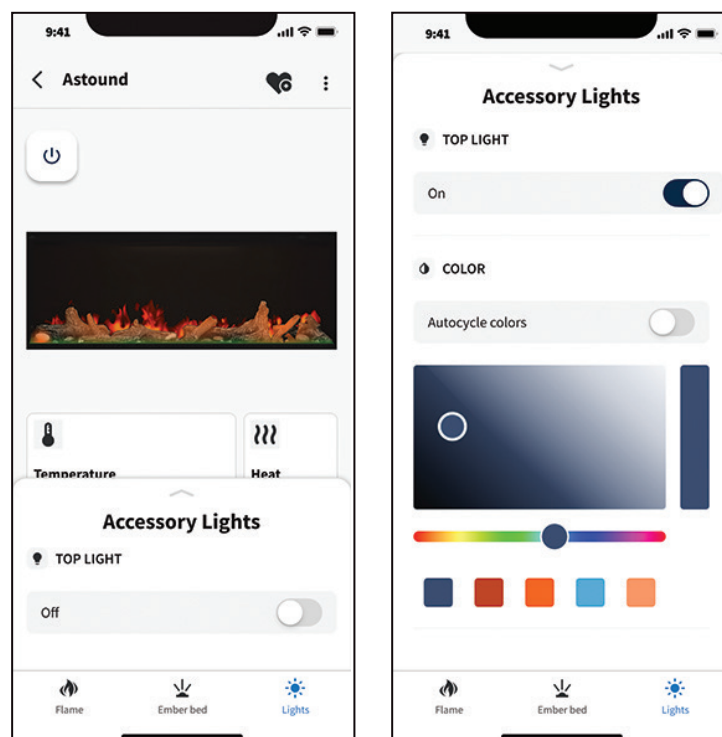 9:41
Astound
Temperature
Heat
Accessory Lights
TOP LIGHT
Off
Flame
Ember bed
Lights
9:41
Accessory Lights
TOP LIGHT
On
COLOR
Autocycle colors
Flame
Ember bed
Lights